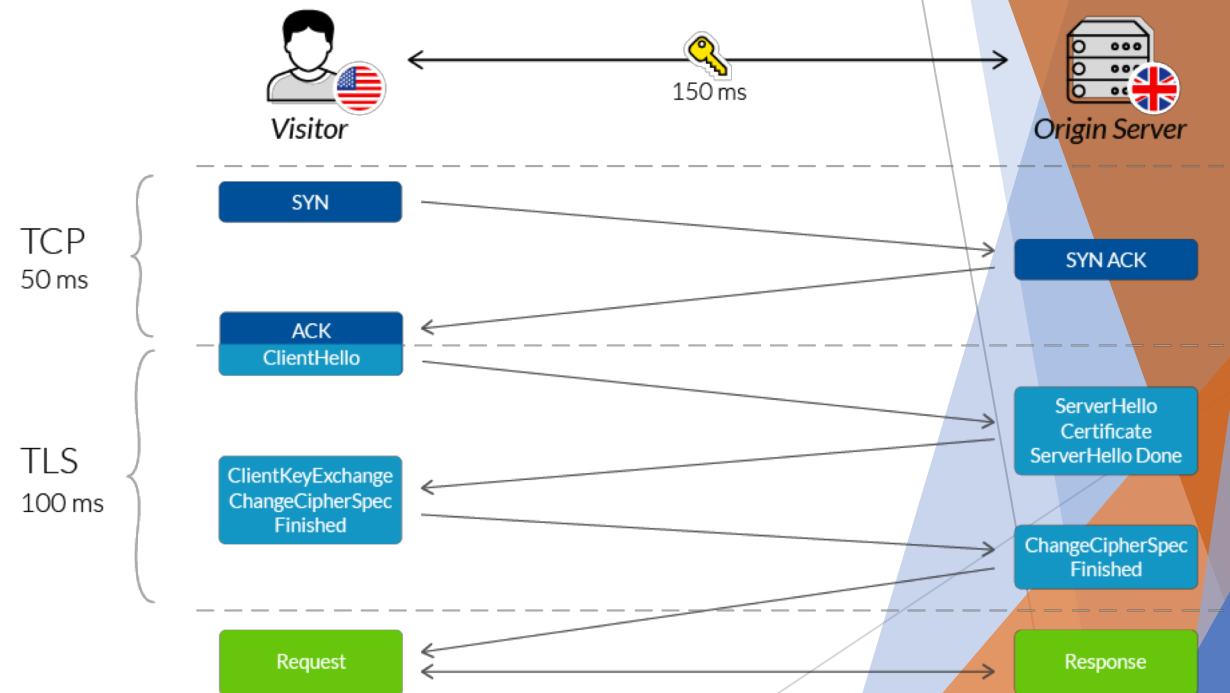 150 ms
Visitor
Origin Server
TCP
50 ms
SYN
SYN ACK
ACK
ClientHello
TLS
100 ms
ServerHello
Certificate
ServerHello Done
ClientKeyExchange
ChangeCipherSpec
Finished
ChangeCipherSpec
Finished
Request
Response